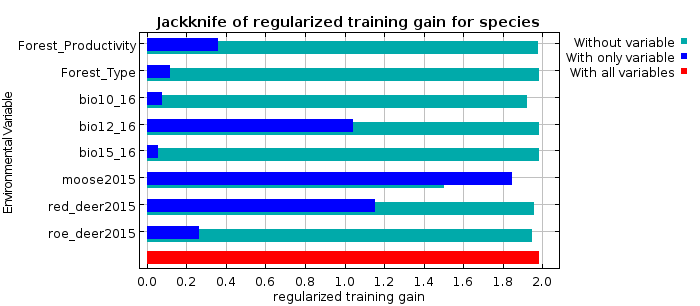 Jackknife of regularized training gain for species
Without variable
With only variable
With all variables
Environmental Variable
Forest_Productivity
Forest_Type
bio10_16
bio12_16
bio15_16
moose2015
red_deer2015
roe_deer2015
0.0 0.2 0.4 0.6 0.8 1.0 1.2 1.4 1.6 1.8 2.0
regularized training gain